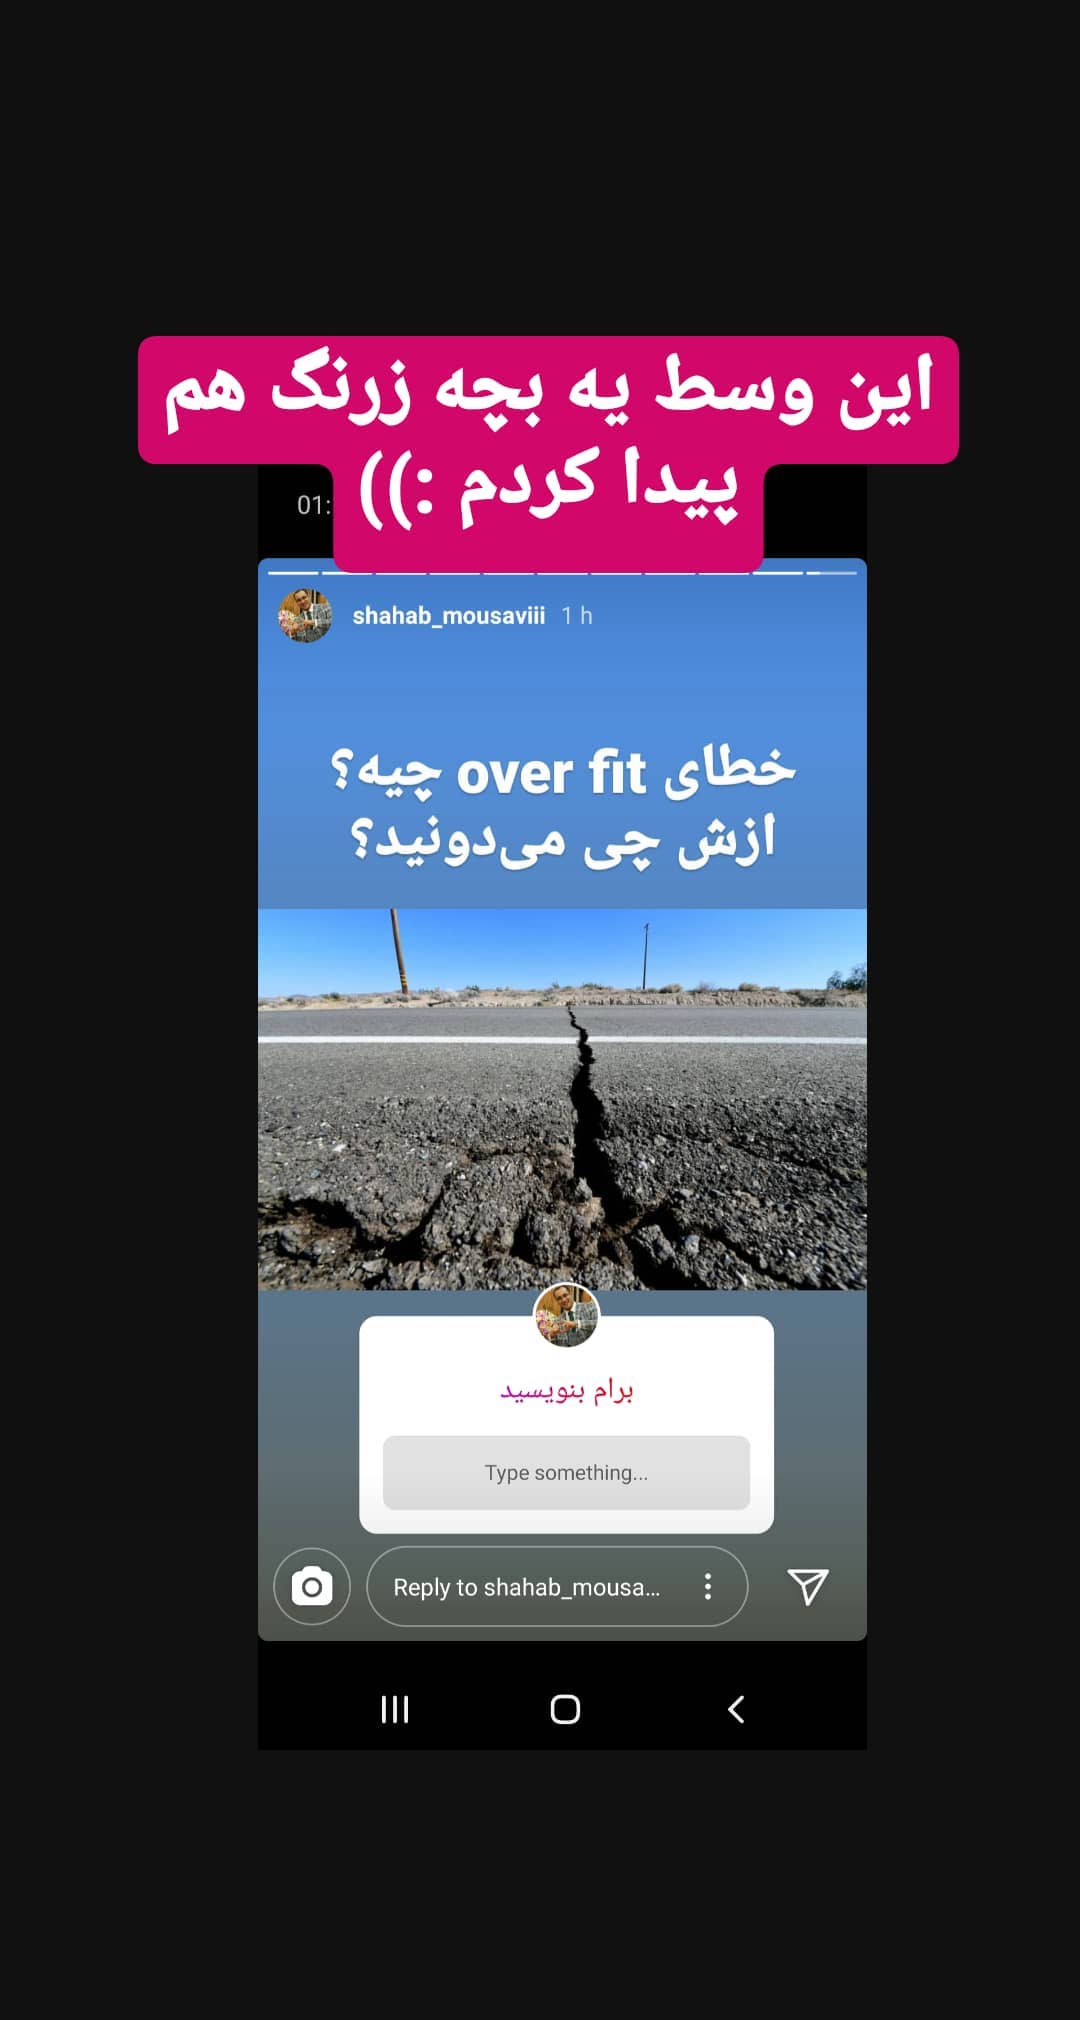 این وسط یه بچه زرنگ هم
پیدا کردم :))
01:
shahab_mousaviii 1 h
خطای over fit چیه؟
ازش چی می‌دونید؟
برام بنویسید
Type something...
Reply to shahab_mousa...